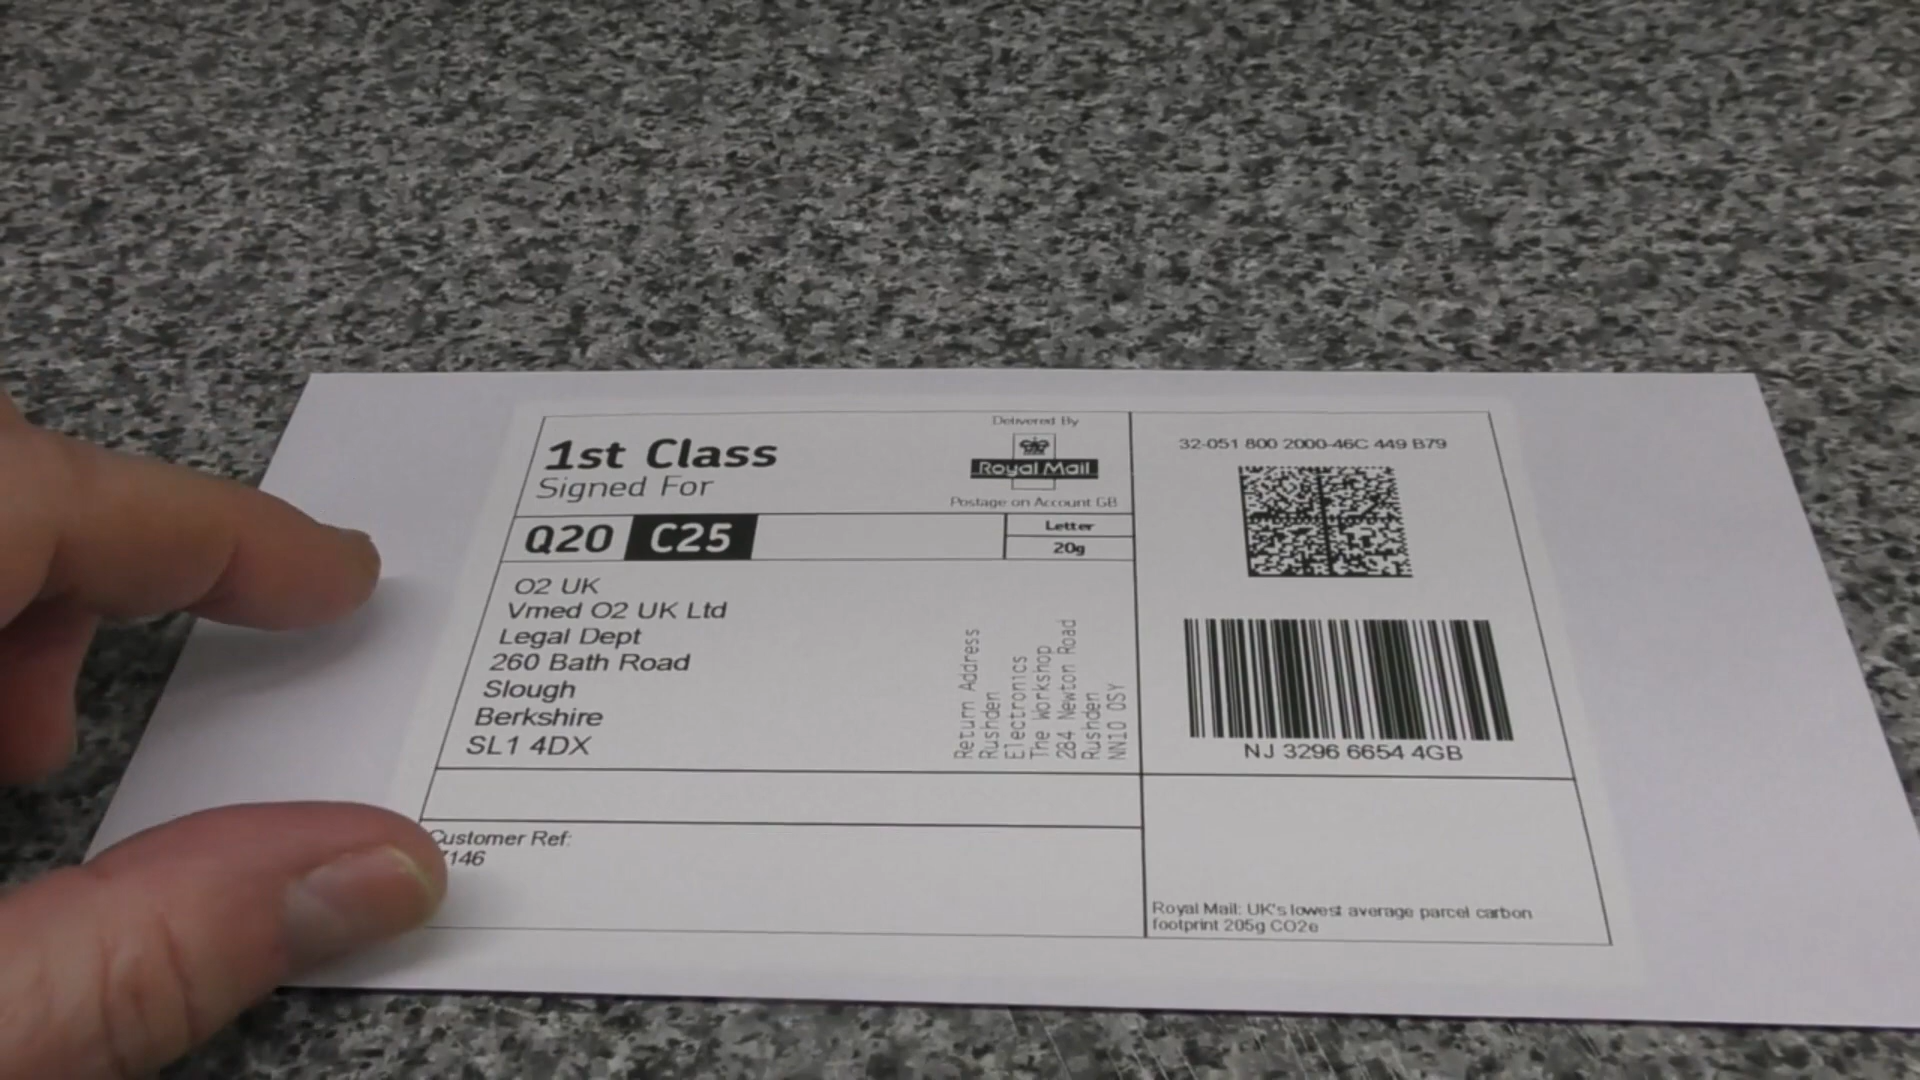 1st Class
Signed For
Delivered By
Royal Mail
Postage on Account GB
Q20 C25
Letter
20g
O2 UK
Vmed O2 UK Ltd
Legal Dept
260 Bath Road
Slough
Berkshire
SL1 4DX
Return Address
Rushden
Electronics
The Workshop
284 Newton Road
Rushden
NN10 0SY
Customer Ref:
146
32-051 800 2000-46C 449 B79
NJ 3296 6654 4GB
Royal Mail: UK's lowest average parcel carbon
footprint 205g CO2e